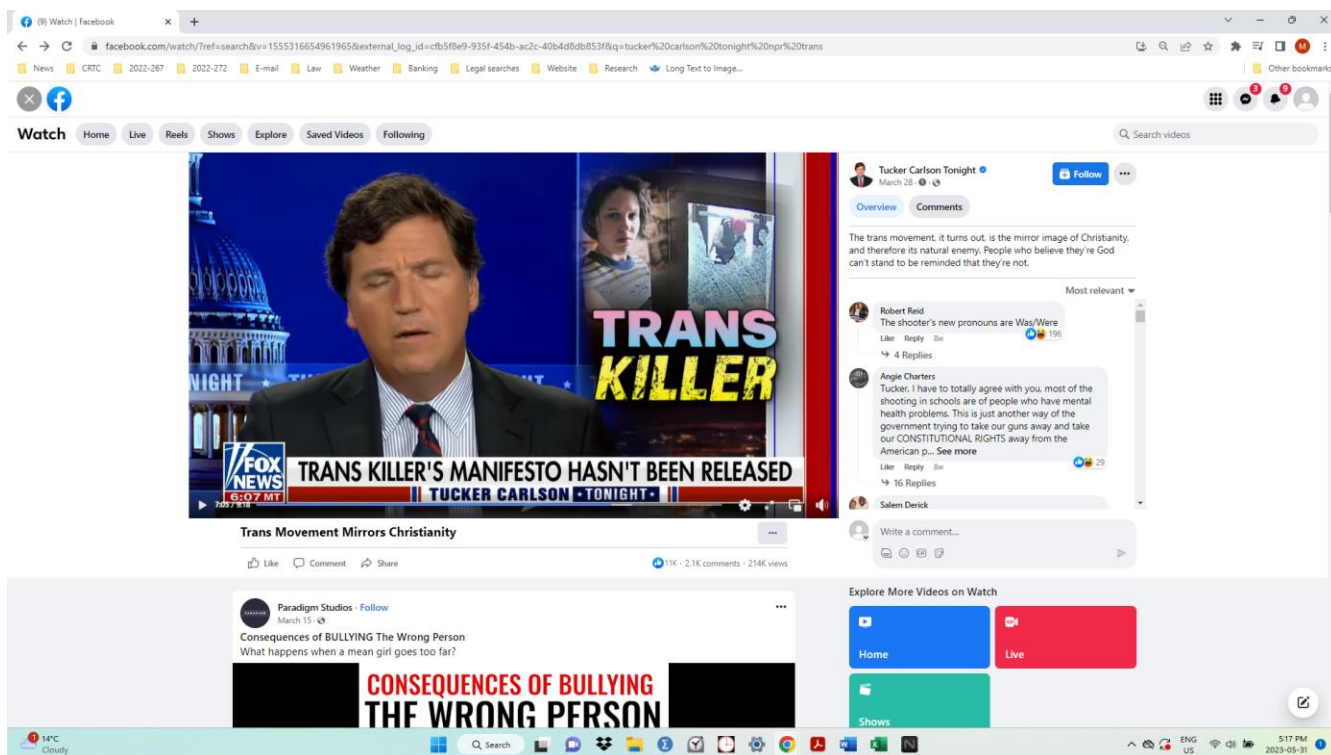 (9) Watch | Facebook
facebook.com/watch/?ref=search&v=1555316654961965&external_log_id=cfb5f8e9-935f-454b-ac2c-40b4d8db853f&q=tucker%20carlson%20tonight%20npr%20trans
M
News CRTC 2022-267 2022-272 E-mail Law Weather Banking Legal searches Website Research Long Text to Image... Other bookmarks
3 9
Watch Home Live Reels Shows Explore Saved Videos Following Search videos
TRANS
KILLER
NIGHT
FOX
NEWS
6:07 MT
TRANS KILLER'S MANIFESTO HASN'T BEEN RELEASED
TUCKER CARLSON TONIGHT
7:05 / 9:18
Tucker Carlson Tonight
March 28
Follow
Overview Comments
The trans movement, it turns out, is the mirror image of Christianity,
and therefore its natural enemy. People who believe they're God
can't stand to be reminded that they're not.
Most relevant
Robert Reid
The shooter's new pronouns are Was/Were
Like Reply 8w 196
4 Replies
Angie Charters
Tucker, I have to totally agree with you, most of the
shooting in schools are of people who have mental
health problems. This is just another way of the
government trying to take our guns away and take
our CONSTITUTIONAL RIGHTS away from the
American p... See more
Like Reply 8w 29
16 Replies
Salem Derick
Write a comment...
Trans Movement Mirrors Christianity
Like Comment Share 11K · 2.1K comments · 214K views
Paradigm Studios · Follow
March 15
Consequences of BULLYING The Wrong Person
What happens when a mean girl goes too far?
CONSEQUENCES OF BULLYING
THE WRONG PERSON
Explore More Videos on Watch
Home Live
Shows
14°C
Cloudy
Search
ENG
US
5:17 PM
2023-05-31